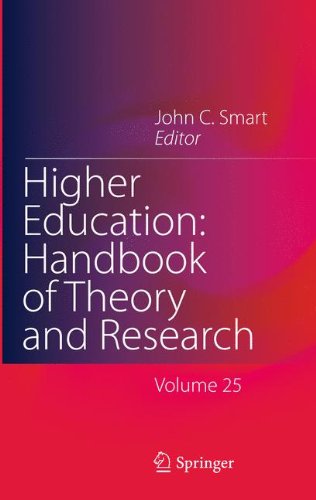 John C. Smart
Editor
Higher
Education:
Handbook
of Theory
and Research
Volume 25
Springer